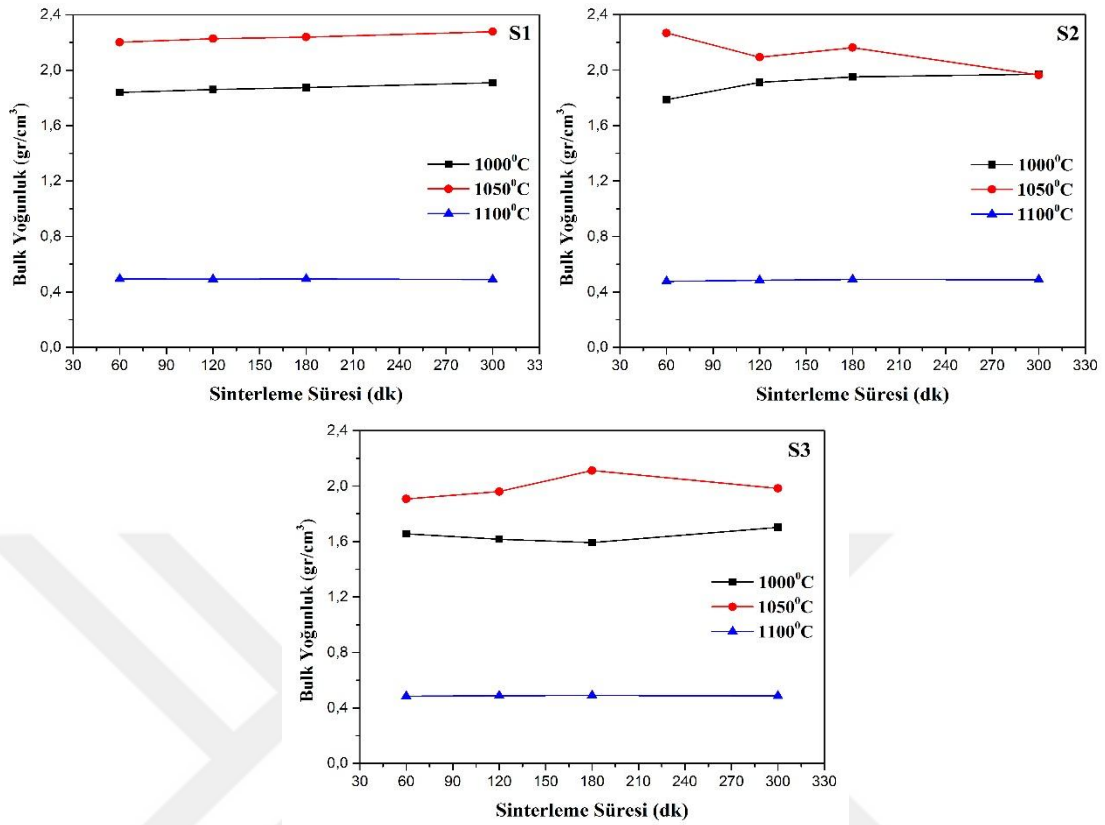 S1
2,4
2,0
1,6
1,2
0,8
0,4
0,0
Bulk Yoğunluk (gr/cm³)
1000⁰C
1050⁰C
1100⁰C
30 60 90 120 150 180 210 240 270 300 33
Sinterleme Süresi (dk)
S2
2,4
2,0
1,6
1,2
0,8
0,4
0,0
Bulk Yoğunluk (gr/cm³)
1000⁰C
1050⁰C
1100⁰C
30 60 90 120 150 180 210 240 270 300 330
Sinterleme Süresi (dk)
S3
2,4
2,0
1,6
1,2
0,8
0,4
0,0
Bulk Yoğunluk (gr/cm³)
1000⁰C
1050⁰C
1100⁰C
30 60 90 120 150 180 210 240 270 300 330
Sinterleme Süresi (dk)